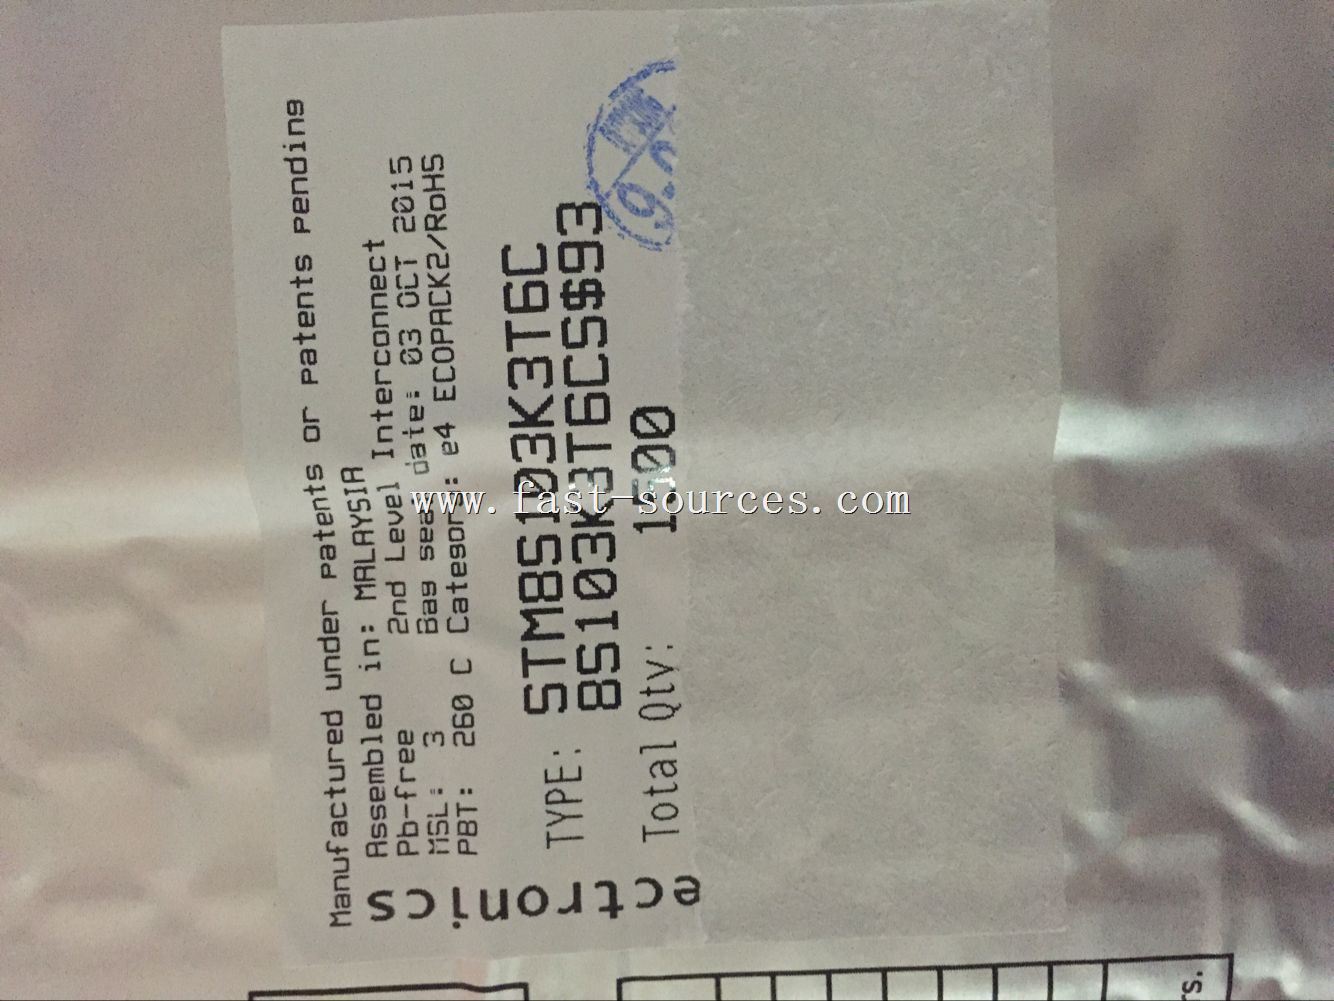 Manufactured under patents or patents pending
Assembled in: MALAYSIA
Pb-free 2nd Level Interconnect
MSL: 3 Bag seal date: 03 OCT 2015
PBT: 260 C Category: e4 ECOPACK2/RoHS
TYPE: STM8S103K3T6C
8S103K3T6CS$93
Total Qty: 1500
ectronics
www.fast-sources.com
rs.